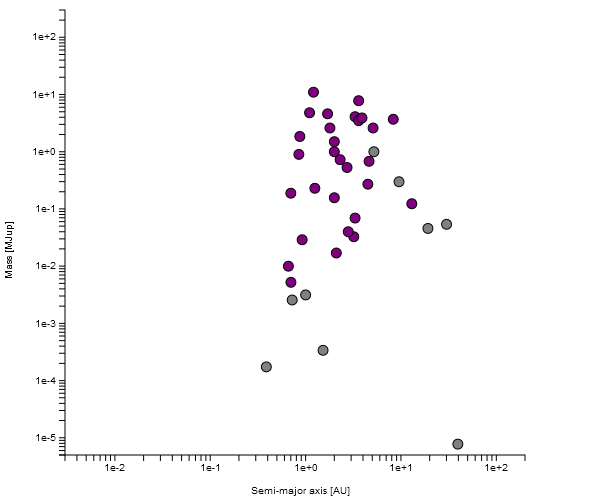 1e+2
1e+1
1e+0
1e-1
1e-2
1e-3
1e-4
1e-5
Mass [MJup]
1e-2 1e-1 1e+0 1e+1 1e+2
Semi-major axis [AU]